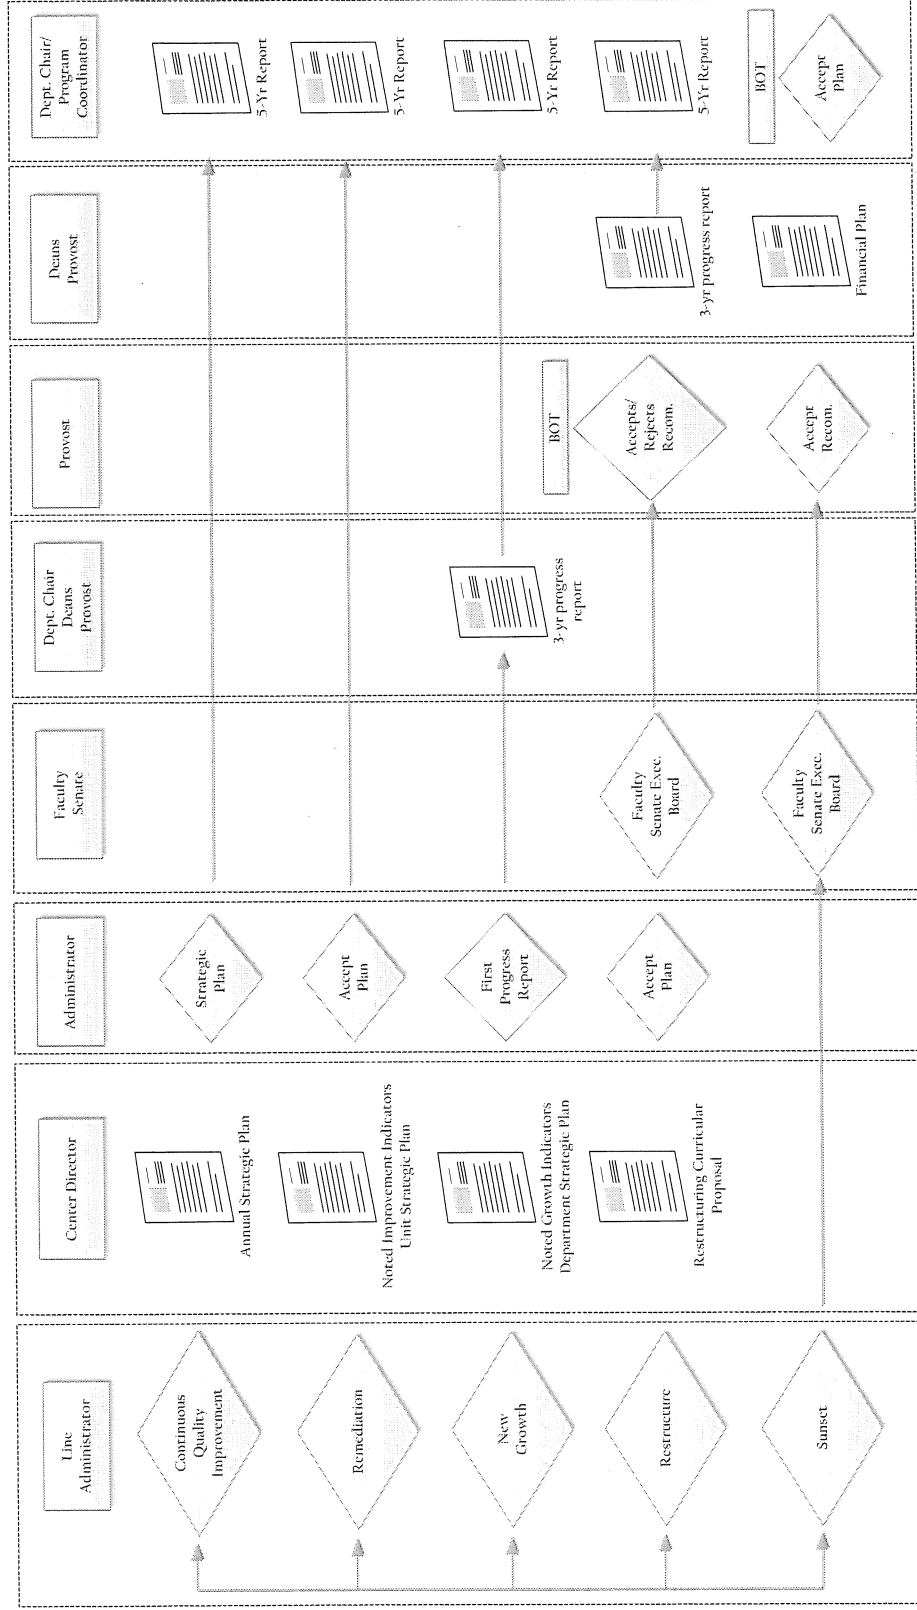 Line
Administrator
Continuous
Quality
Improvement
Remediation
New
Growth
Restructure
Sunset
Center Director
Annual Strategic Plan
Noted Improvement Indicators
Unit Strategic Plan
Noted Growth Indicators
Department Strategic Plan
Restructuring Curricular
Proposal
Administrator
Strategic
Plan
Accept
Plan
First
Progress
Report
Accept
Plan
Faculty
Senate
Faculty
Senate Exec.
Board
Faculty
Senate Exec.
Board
Dept. Chair
Deans
Provost
3-yr progress
report
Provost
BOT
Accepts/
Rejects
Recom.
Accept
Recom.
Deans
Provost
3-yr progress report
Financial Plan
Dept. Chair/
Program
Coordinator
5-Yr Report
5-Yr Report
5-Yr Report
5-Yr Report
BOT
Accept
Plan